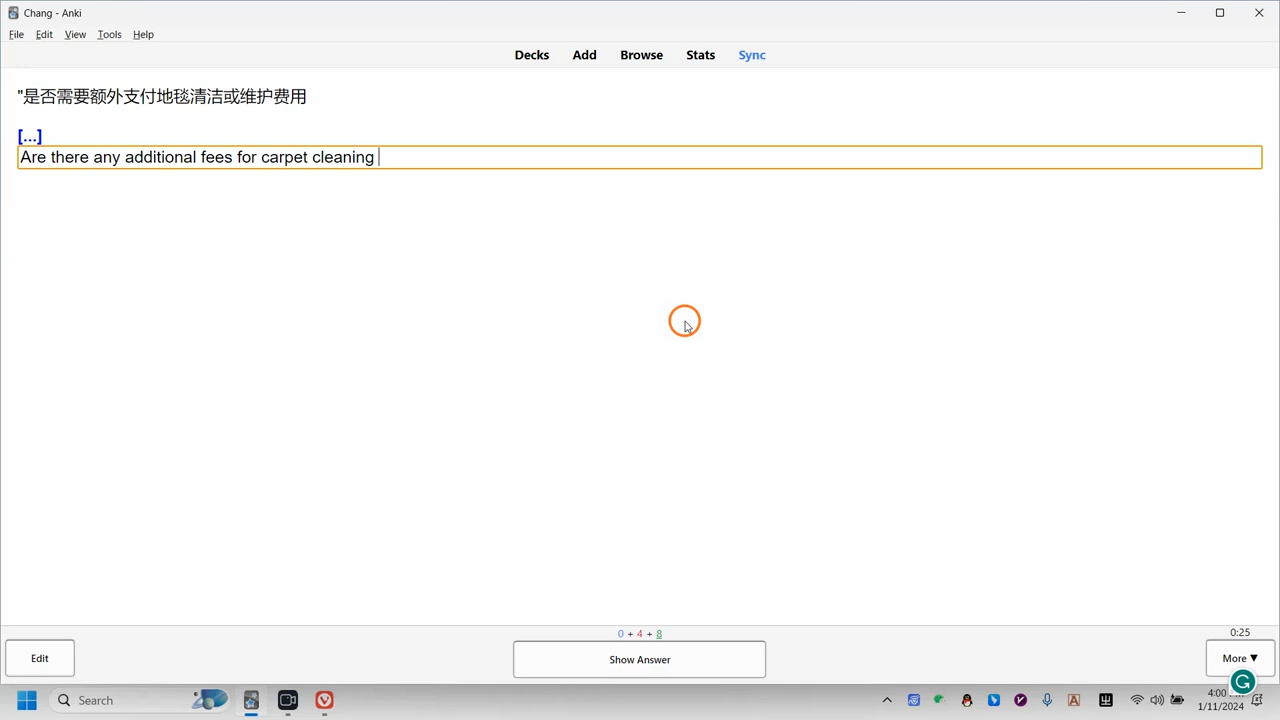 Chang - Anki
File Edit View Tools Help
Decks Add Browse Stats Sync
"是否需要额外支付地毯清洁或维护费用
[...]
Are there any additional fees for carpet cleaning
0 + 4 + 8
0:25
Edit
Show Answer
More ▼
Search
1/11/2024